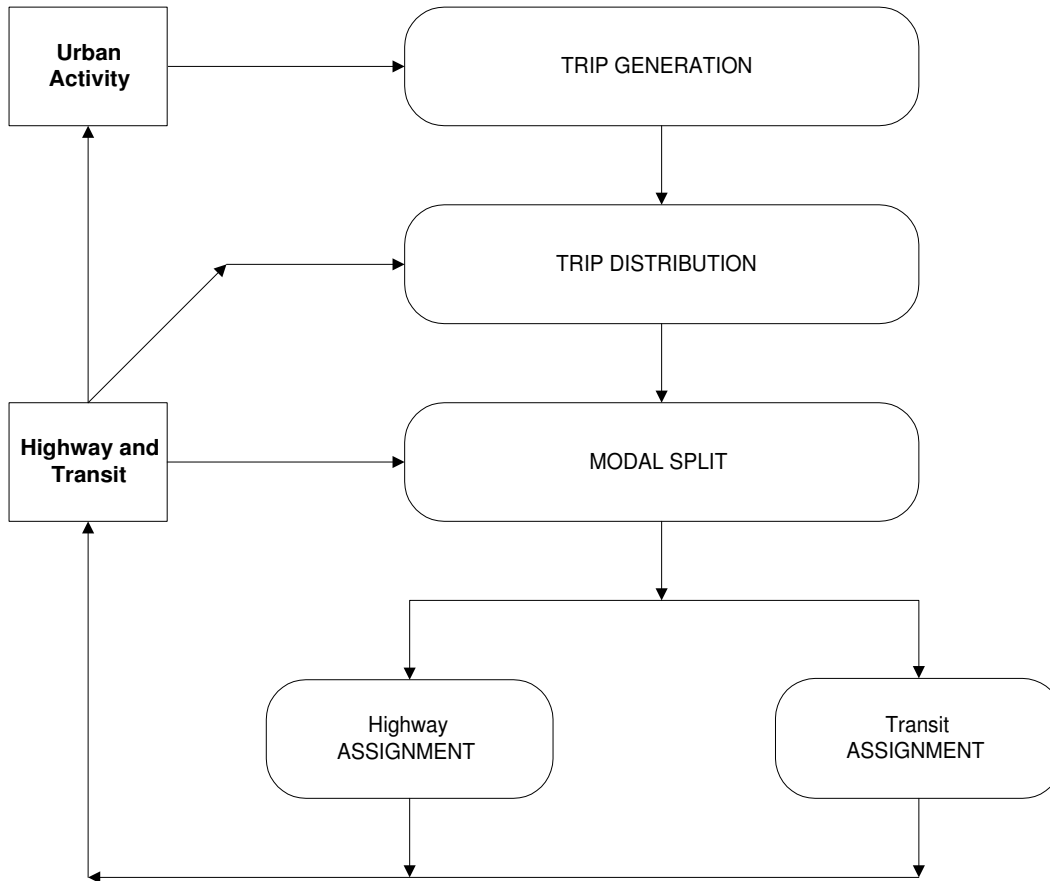 Urban
Activity
TRIP GENERATION
TRIP DISTRIBUTION
Highway and
Transit
MODAL SPLIT
Highway
ASSIGNMENT
Transit
ASSIGNMENT